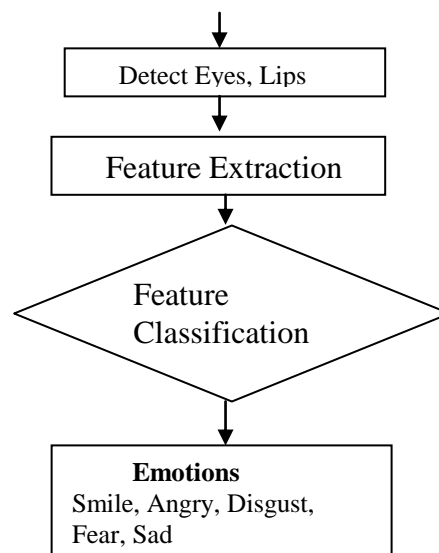 Detect Eyes, Lips
Feature Extraction
Feature
Classification
Emotions
Smile, Angry, Disgust,
Fear, Sad